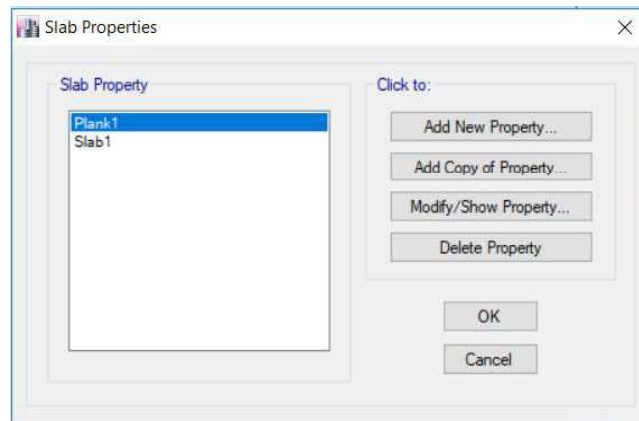 Slab Properties
Slab Property
Plank1
Slab1
Click to:
Add New Property...
Add Copy of Property...
Modify/Show Property...
Delete Property
OK
Cancel